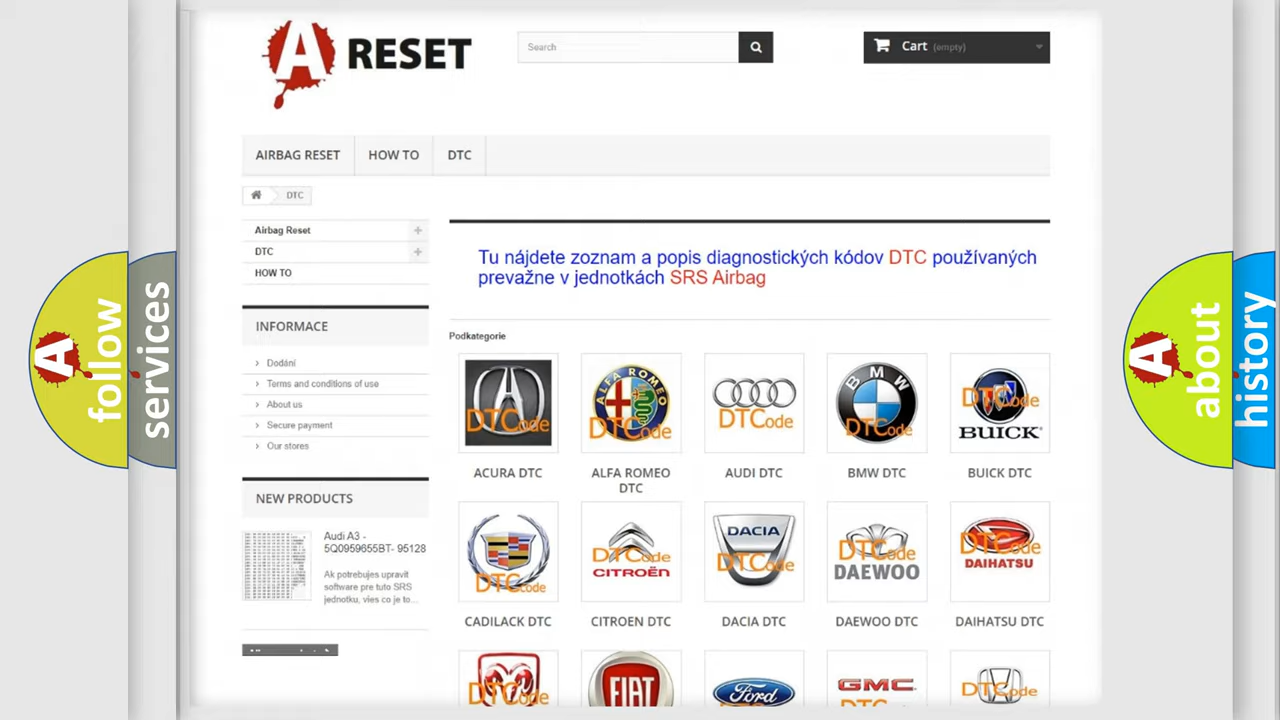 A RESET
Search
Cart (empty)
AIRBAG RESET
HOW TO
DTC
DTC
Airbag Reset
DTC
HOW TO
INFORMACE
Dodání
Terms and conditions of use
About us
Secure payment
Our stores
NEW PRODUCTS
Audi A3 -
5Q0959655BT- 95128
Ak potrebujes upravit
software pre tuto SRS
jednotku, vies co je to...
Tu nájdete zoznam a popis diagnostických kódov DTC používaných
prevažne v jednotkách SRS Airbag
Podkategorie
DTCode
ALFA ROMEO
DTCode
DTCode
BMW
DTCode
DTCode
BUICK
ACURA DTC
ALFA ROMEO
DTC
AUDI DTC
BMW DTC
BUICK DTC
DTCode
DTCode
CITROËN
DACIA
DTCode
DTCode
DAEWOO
DTCode
DAIHATSU
CADILACK DTC
CITROEN DTC
DACIA DTC
DAEWOO DTC
DAIHATSU DTC
DTCode
FIAT
Ford
GMC
DTCode
A follow
services
A about
history